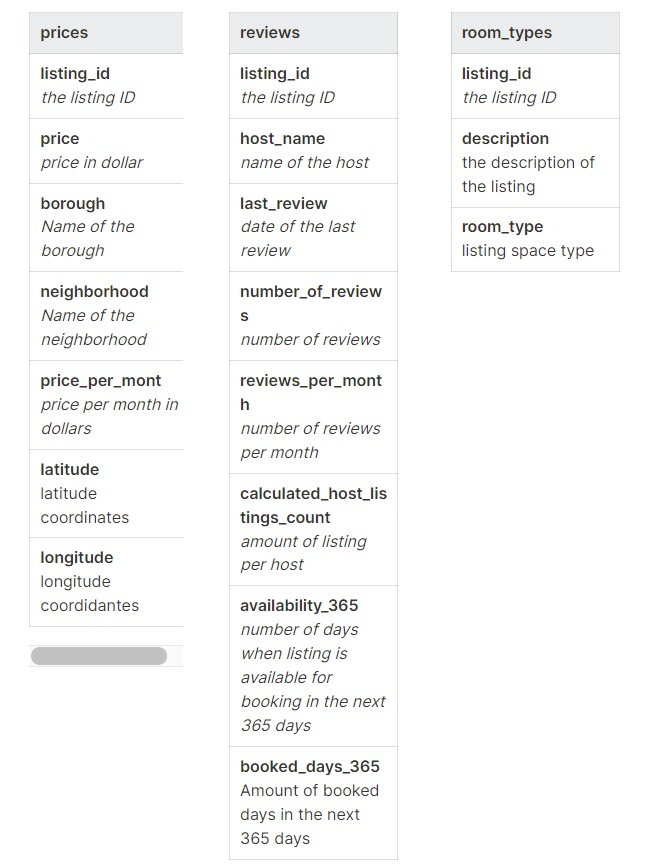 prices
listing_id
the listing ID
price
price in dollar
borough
Name of the
borough
neighborhood
Name of the
neighborhood
price_per_mont
price per month in
dollars
latitude
latitude
coordinates
longitude
longitude
coordidantes
reviews
listing_id
the listing ID
host_name
name of the host
last_review
date of the last
review
number_of_review
s
number of reviews
reviews_per_mont
h
number of reviews
per month
calculated_host_lis
tings_count
amount of listing
per host
availability_365
number of days
when listing is
available for
booking in the next
365 days
booked_days_365
Amount of booked
days in the next
365 days
room_types
listing_id
the listing ID
description
the description of
the listing
room_type
listing space type